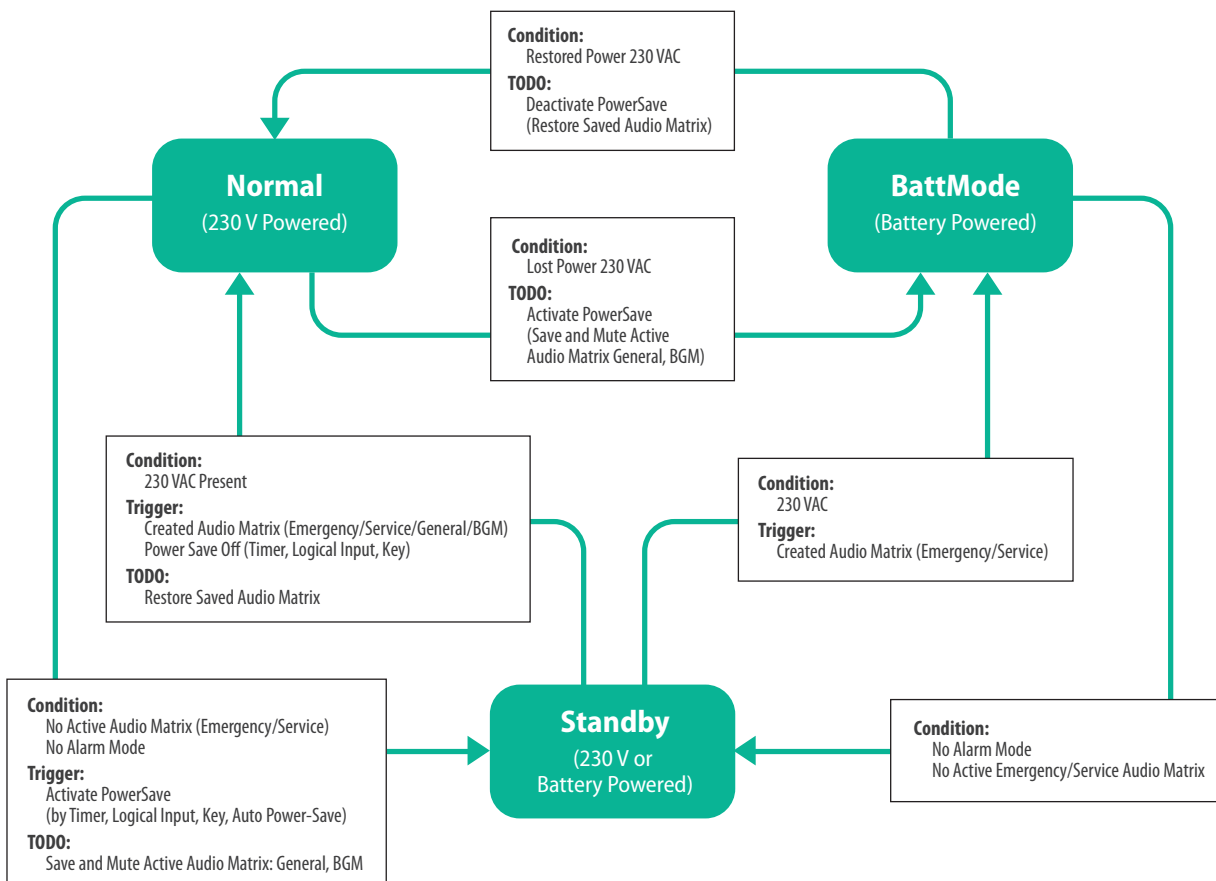 Condition:
Restored Power 230 VAC
TODO:
Deactivate PowerSave
(Restore Saved Audio Matrix)
Normal
(230 V Powered)
BattMode
(Battery Powered)
Condition:
Lost Power 230 VAC
TODO:
Activate PowerSave
(Save and Mute Active
Audio Matrix General, BGM)
Condition:
230 VAC Present
Trigger:
Created Audio Matrix (Emergency/Service/General/BGM)
Power Save Off (Timer, Logical Input, Key)
TODO:
Restore Saved Audio Matrix
Condition:
230 VAC
Trigger:
Created Audio Matrix (Emergency/Service)
Condition:
No Active Audio Matrix (Emergency/Service)
No Alarm Mode
Trigger:
Activate PowerSave
(by Timer, Logical Input, Key, Auto Power-Save)
TODO:
Save and Mute Active Audio Matrix: General, BGM
Standby
(230 V or
Battery Powered)
Condition:
No Alarm Mode
No Active Emergency/Service Audio Matrix